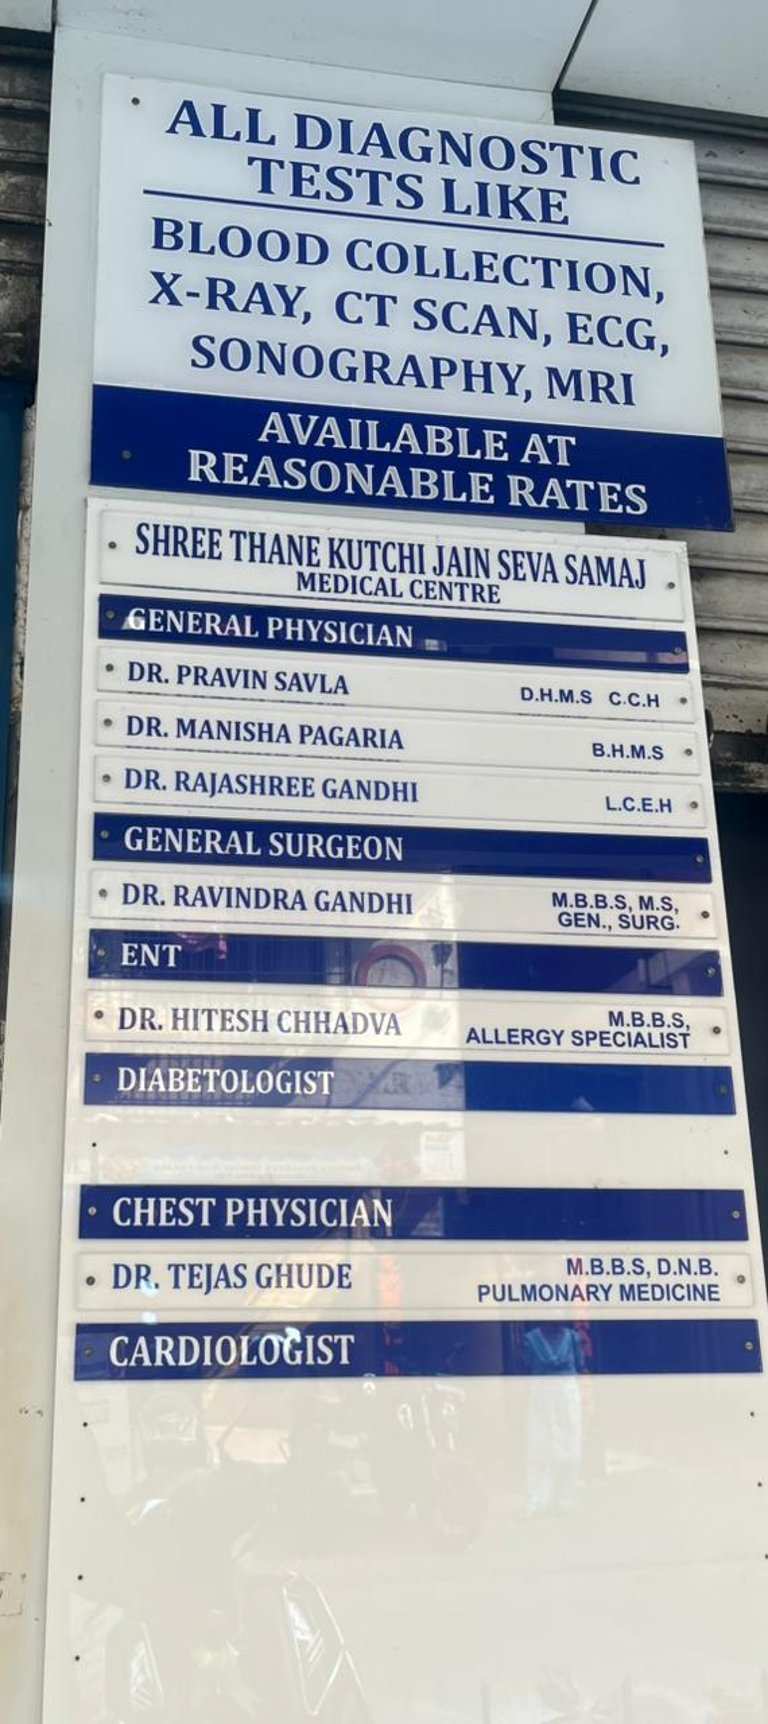 ALL DIAGNOSTIC
TESTS LIKE
BLOOD COLLECTION,
X-RAY, CT SCAN, ECG,
SONOGRAPHY, MRI
AVAILABLE AT
REASONABLE RATES
SHREE THANE KUTCHI JAIN SEVA SAMAJ
MEDICAL CENTRE
GENERAL PHYSICIAN
DR. PRAVIN SAVLA D.H.M.S C.C.H
DR. MANISHA PAGARIA B.H.M.S
DR. RAJASHREE GANDHI L.C.E.H
GENERAL SURGEON
DR. RAVINDRA GANDHI M.B.B.S, M.S,
GEN., SURG.
ENT
DR. HITESH CHHADVA M.B.B.S,
ALLERGY SPECIALIST
DIABETOLOGIST
CHEST PHYSICIAN
DR. TEJAS GHUDE M.B.B.S, D.N.B.
PULMONARY MEDICINE
CARDIOLOGIST